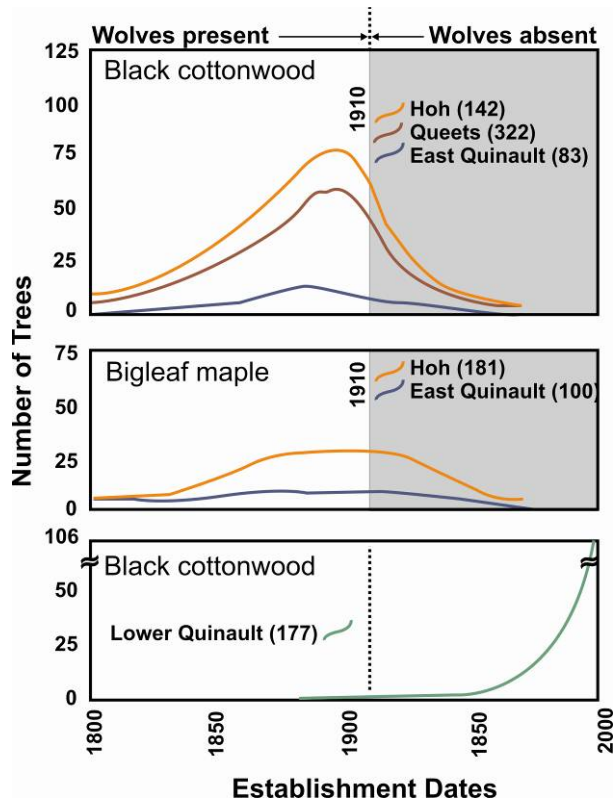 Wolves present Wolves absent
125
Black cottonwood
100
1910
Hoh (142)
Queets (322)
East Quinault (83)
75
50
25
0
Number of Trees
75
Bigleaf maple
1910
Hoh (181)
East Quinault (100)
50
25
0
106
Black cottonwood
50
Lower Quinault (177)
25
0
1800 1850 1900 1850 2000
Establishment Dates